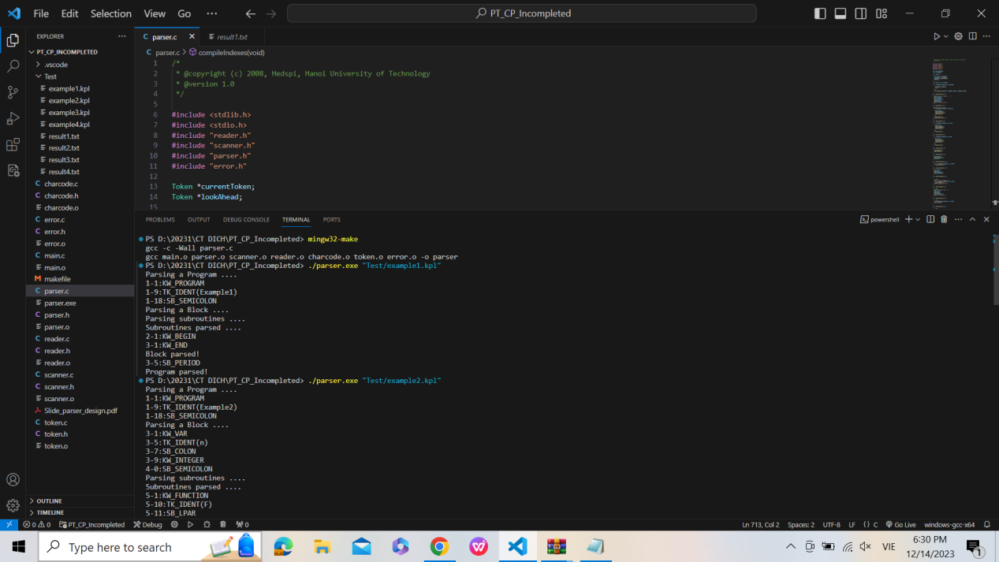 File Edit Selection View Go ··· PT_CP_Incompleted
EXPLORER ···
PT_CP_INCOMPLETED
.vscode
Test
example1.kpl
example2.kpl
example3.kpl
example4.kpl
result1.txt
result2.txt
result3.txt
result4.txt
C charcode.c
C charcode.h
charcode.o
C error.c
C error.h
error.o
C main.c
main.o
M makefile
C parser.c
parser.exe
C parser.h
parser.o
C reader.c
C reader.h
reader.o
C scanner.c
C scanner.h
scanner.o
Slide_parser_design.pdf
C token.c
C token.h
token.o
OUTLINE
TIMELINE
C parser.c result1.txt
C parser.c > compileIndexes(void)
1 /*
2 * @copyright (c) 2008, Hedspi, Hanoi University of Technology
3 * @version 1.0
4 */
5
6 #include <stdlib.h>
7 #include <stdio.h>
8 #include "reader.h"
9 #include "scanner.h"
10 #include "parser.h"
11 #include "error.h"
12
13 Token *currentToken;
14 Token *lookAhead;
15
PROBLEMS OUTPUT DEBUG CONSOLE TERMINAL PORTS powershell
PS D:\20231\CT DICH\PT_CP_Incompleted> mingw32-make
gcc -c -Wall parser.c
gcc main.o parser.o scanner.o reader.o charcode.o token.o error.o -o parser
PS D:\20231\CT DICH\PT_CP_Incompleted> ./parser.exe "Test/example1.kpl"
Parsing a Program ....
1-1:KW_PROGRAM
1-9:TK_IDENT(Example1)
1-18:SB_SEMICOLON
Parsing a Block ....
Parsing subroutines ....
Subroutines parsed ....
2-1:KW_BEGIN
3-1:KW_END
Block parsed!
3-5:SB_PERIOD
Program parsed!
PS D:\20231\CT DICH\PT_CP_Incompleted> ./parser.exe "Test/example2.kpl"
Parsing a Program ....
1-1:KW_PROGRAM
1-9:TK_IDENT(Example2)
1-18:SB_SEMICOLON
Parsing a Block ....
3-1:KW_VAR
3-5:TK_IDENT(n)
3-7:SB_COLON
3-9:KW_INTEGER
4-0:SB_SEMICOLON
Parsing subroutines ....
Subroutines parsed ....
5-1:KW_FUNCTION
5-10:TK_IDENT(F)
5-11:SB_LPAR
0 0 PT_CP_Incompleted Debug 0 Ln 713, Col 2 Spaces: 2 UTF-8 LF {} C Go Live windows-gcc-x64
Type here to search
VIE
6:30 PM
12/14/2023
1